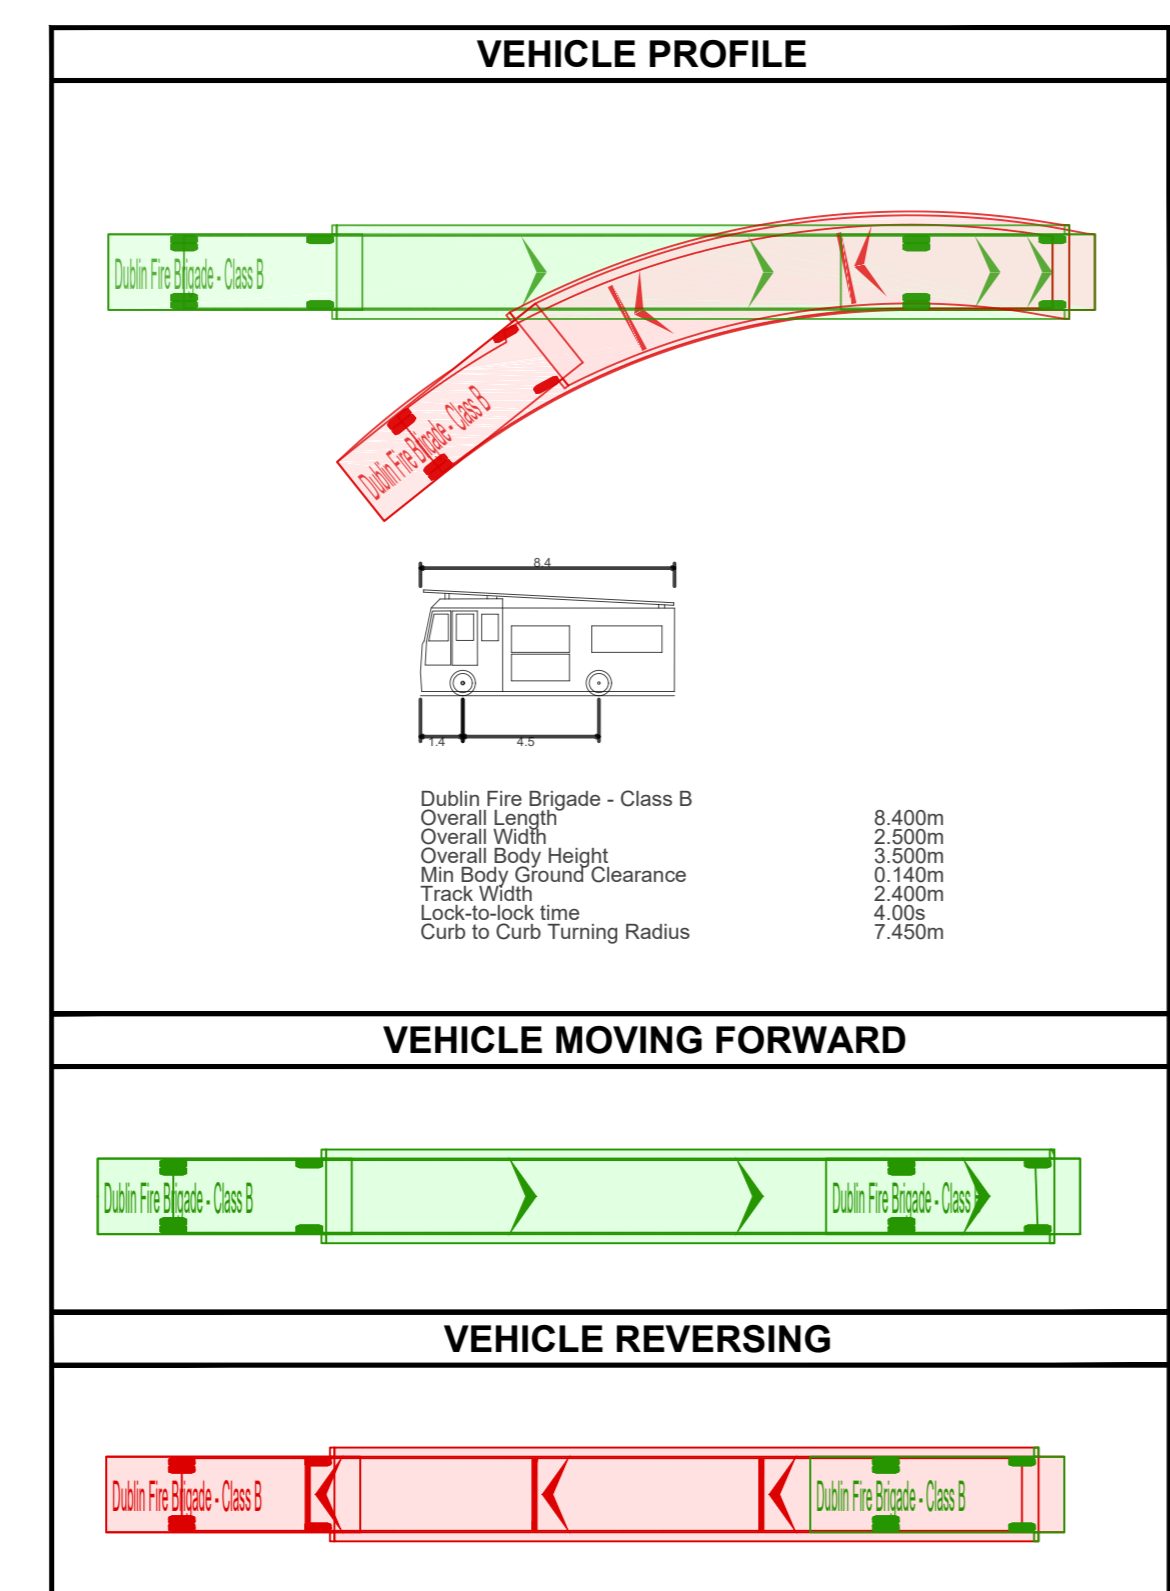 VEHICLE PROFILE
Dublin Fire Brigade - Class B
Dublin Fire Brigade - Class B
8.4
1.4 4.5
Dublin Fire Brigade - Class B
Overall Length 8.400m
Overall Width 2.500m
Overall Body Height 3.500m
Min Body Ground Clearance 0.140m
Track Width 2.400m
Lock-to-lock time 4.00s
Curb to Curb Turning Radius 7.450m
VEHICLE MOVING FORWARD
Dublin Fire Brigade - Class B Dublin Fire Brigade - Class
VEHICLE REVERSING
Dublin Fire Brigade - Class B Dublin Fire Brigade - Class B